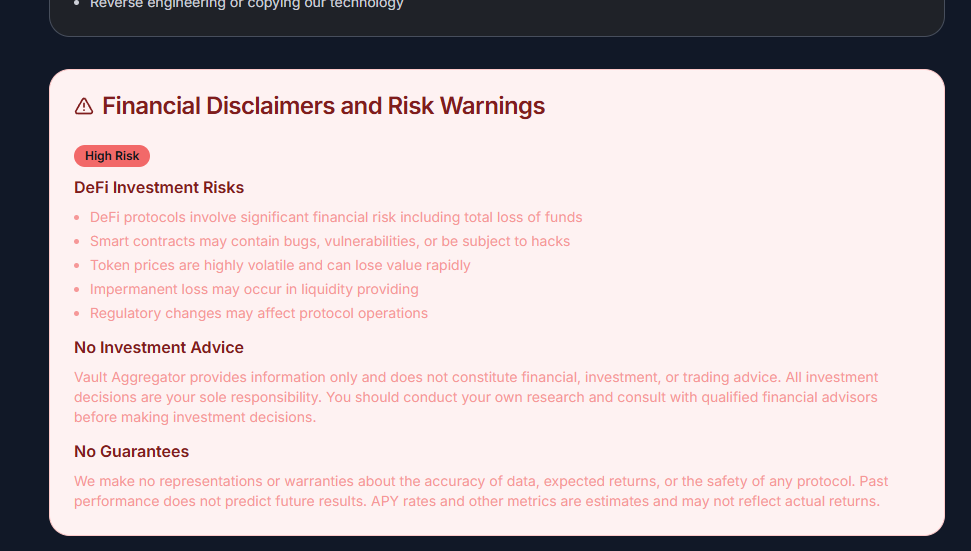 Reverse engineering or copying our technology
Financial Disclaimers and Risk Warnings
High Risk
DeFi Investment Risks
DeFi protocols involve significant financial risk including total loss of funds
Smart contracts may contain bugs, vulnerabilities, or be subject to hacks
Token prices are highly volatile and can lose value rapidly
Impermanent loss may occur in liquidity providing
Regulatory changes may affect protocol operations
No Investment Advice
Vault Aggregator provides information only and does not constitute financial, investment, or trading advice. All investment
decisions are your sole responsibility. You should conduct your own research and consult with qualified financial advisors
before making investment decisions.
No Guarantees
We make no representations or warranties about the accuracy of data, expected returns, or the safety of any protocol. Past
performance does not predict future results. APY rates and other metrics are estimates and may not reflect actual returns.